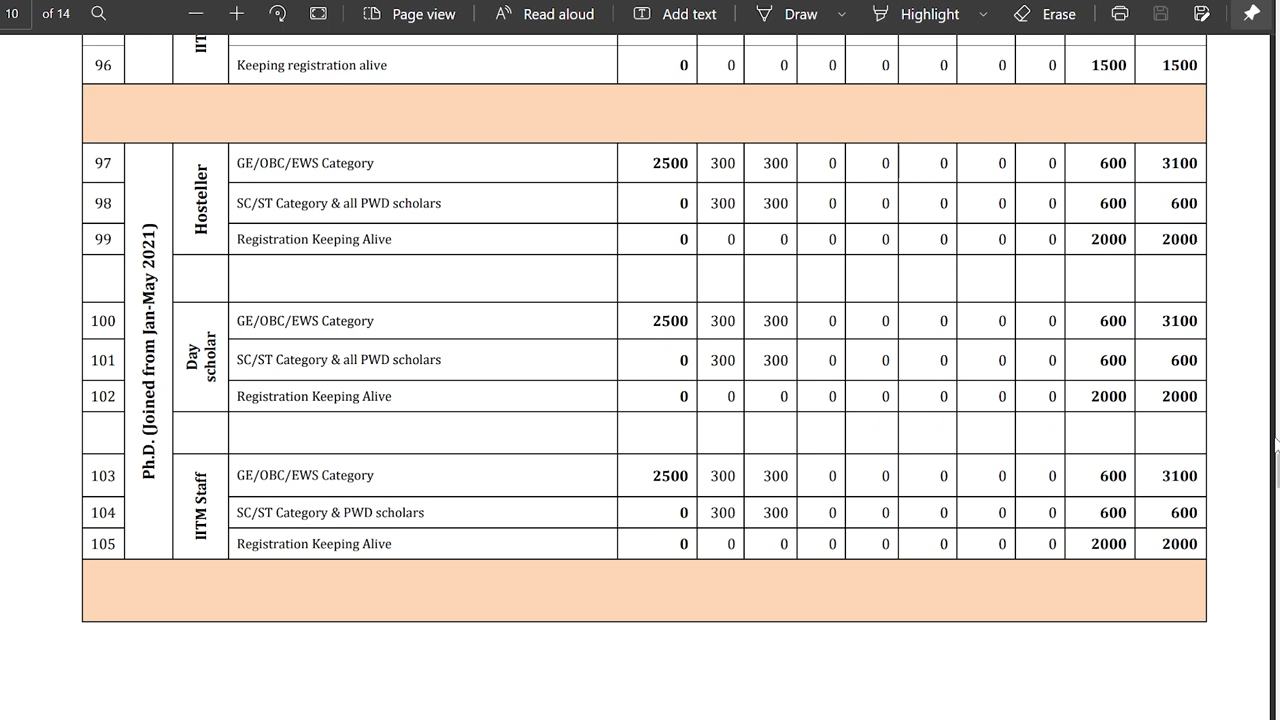 10 of 14 Page view Read aloud Add text Draw Highlight Erase
IIT
96 Keeping registration alive 0 0 0 0 0 0 0 0 1500 1500
Ph.D. (Joined from Jan-May 2021)
Hosteller
97 GE/OBC/EWS Category 2500 300 300 0 0 0 0 0 600 3100
98 SC/ST Category & all PWD scholars 0 300 300 0 0 0 0 0 600 600
99 Registration Keeping Alive 0 0 0 0 0 0 0 0 2000 2000
Day
scholar
100 GE/OBC/EWS Category 2500 300 300 0 0 0 0 0 600 3100
101 SC/ST Category & all PWD scholars 0 300 300 0 0 0 0 0 600 600
102 Registration Keeping Alive 0 0 0 0 0 0 0 0 2000 2000
IITM Staff
103 GE/OBC/EWS Category 2500 300 300 0 0 0 0 0 600 3100
104 SC/ST Category & PWD scholars 0 300 300 0 0 0 0 0 600 600
105 Registration Keeping Alive 0 0 0 0 0 0 0 0 2000 2000